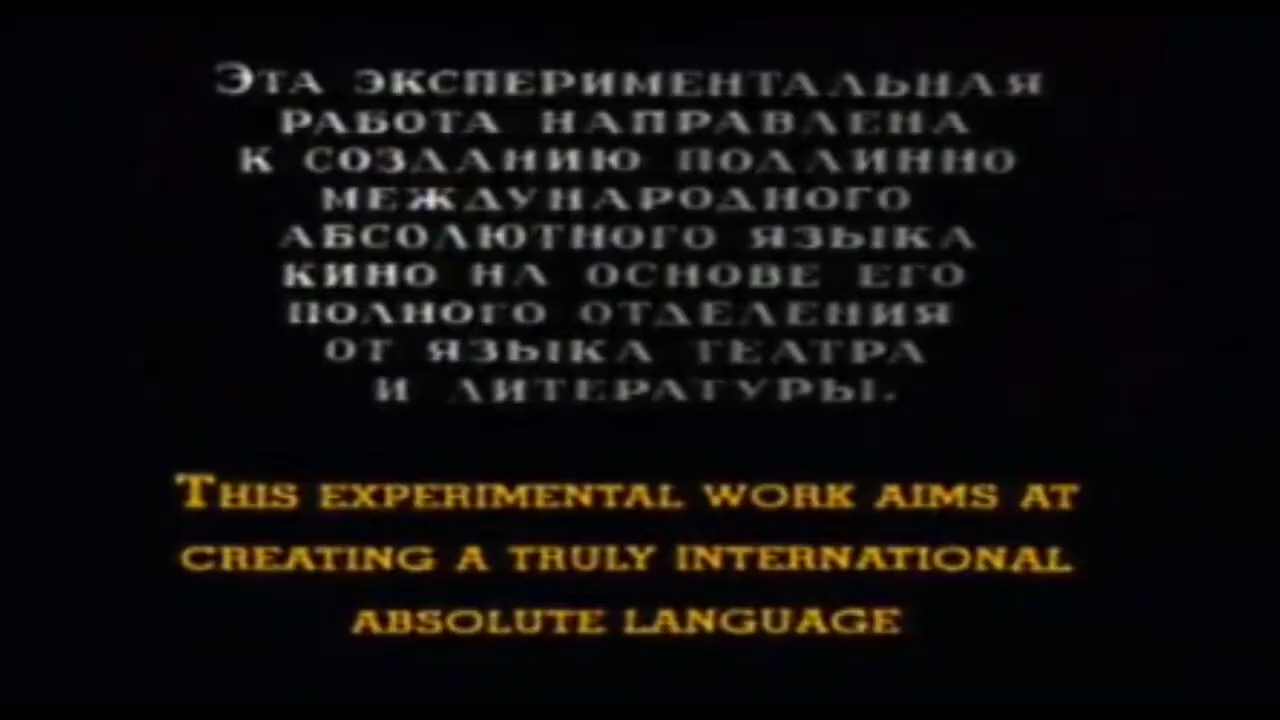 Эта экспериментальная
работа направлена
к созданию подлинно
международного
абсолютного языка
кино на основе его
полного отделения
от языка театра
и литературы.
This experimental work aims at
creating a truly international
absolute language